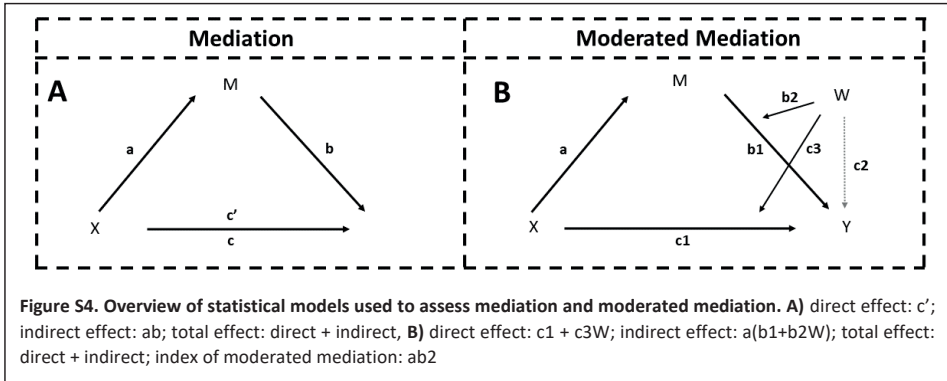 Mediation
Moderated Mediation
A
M
a
b
X
c'
c
B
M
W
b2
a
b1
c3
c2
X
Y
c1
Figure S4. Overview of statistical models used to assess mediation and moderated mediation. A) direct effect: c’;
indirect effect: ab; total effect: direct + indirect, B) direct effect: c1 + c3W; indirect effect: a(b1+b2W); total effect:
direct + indirect; index of moderated mediation: ab2